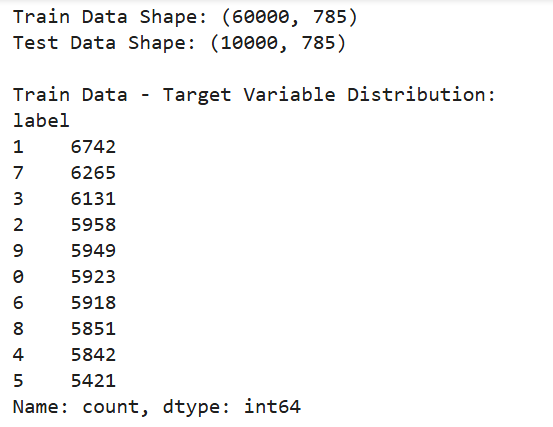 Train Data Shape: (60000, 785)
Test Data Shape: (10000, 785)

Train Data - Target Variable Distribution:
label
1    6742
7    6265
3    6131
2    5958
9    5949
0    5923
6    5918
8    5851
4    5842
5    5421
Name: count, dtype: int64